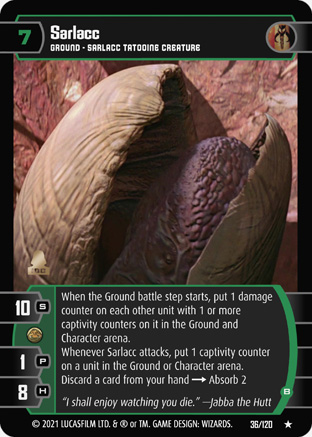 7
Sarlacc
GROUND - SARLACC TATOOINE CREATURE
10 S
1 P
8 H
When the Ground battle step starts, put 1 damage
counter on each other unit with 1 or more
captivity counters on it in the Ground and
Character arena.
Whenever Sarlacc attacks, put 1 captivity counter
on a unit in the Ground or Character arena.
Discard a card from your hand → Absorb 2
"I shall enjoy watching you die." —Jabba the Hutt
B
© 2021 LUCASFILM LTD. & ® or TM. GAME DESIGN: WIZARDS. 36/120 ★